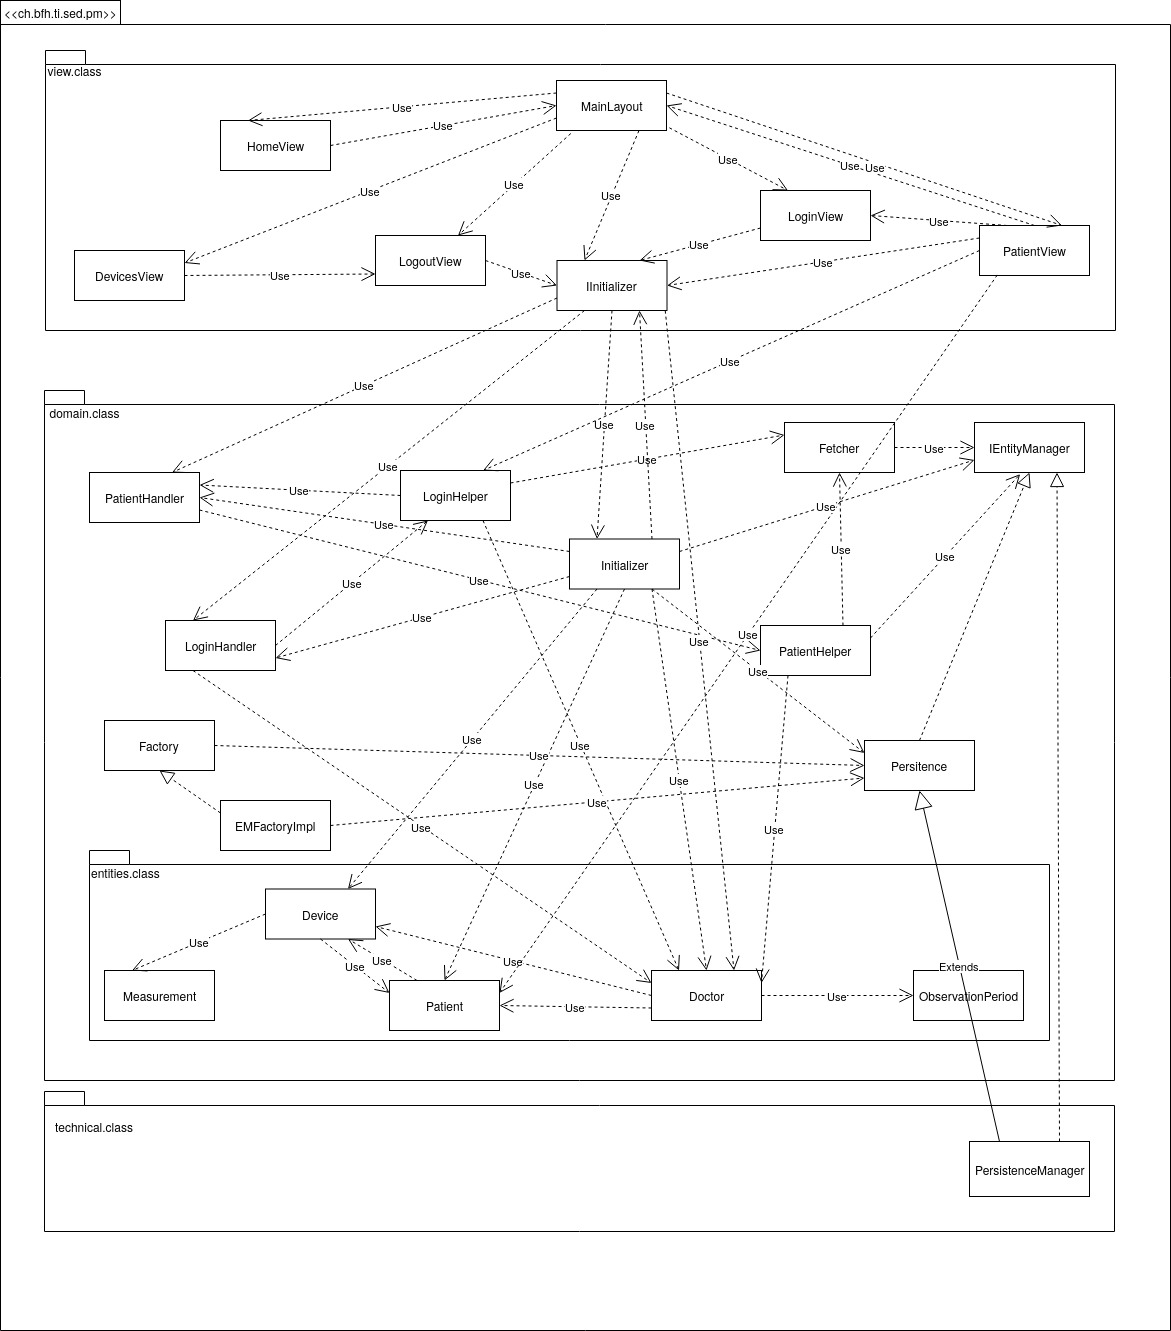 <<ch.bfh.ti.sed.pm>>
view.class
MainLayout
Use
HomeView
Use
Use
Use Use
Use
Use
Use
LoginView
Use
PatientView
LogoutView
Use
DevicesView
Use
Use
Use
IInitializer
Use
Use
domain.class
Use
Use
Fetcher
Use
IEntityManager
Use
Use
PatientHandler
Use
LoginHelper
Use
Use
Use
Initializer
Use
Use
Use
Use
Use
LoginHandler
Use
Use
PatientHelper
Use
Factory
Use
Use
Use
Persitence
Use
Use
Use
EMFactoryImpl
Use
Use
entities.class
Device
Use
Use
Use
Use
Extends
Measurement
Patient
Use
Doctor
Use
ObservationPeriod
technical.class
PersistenceManager